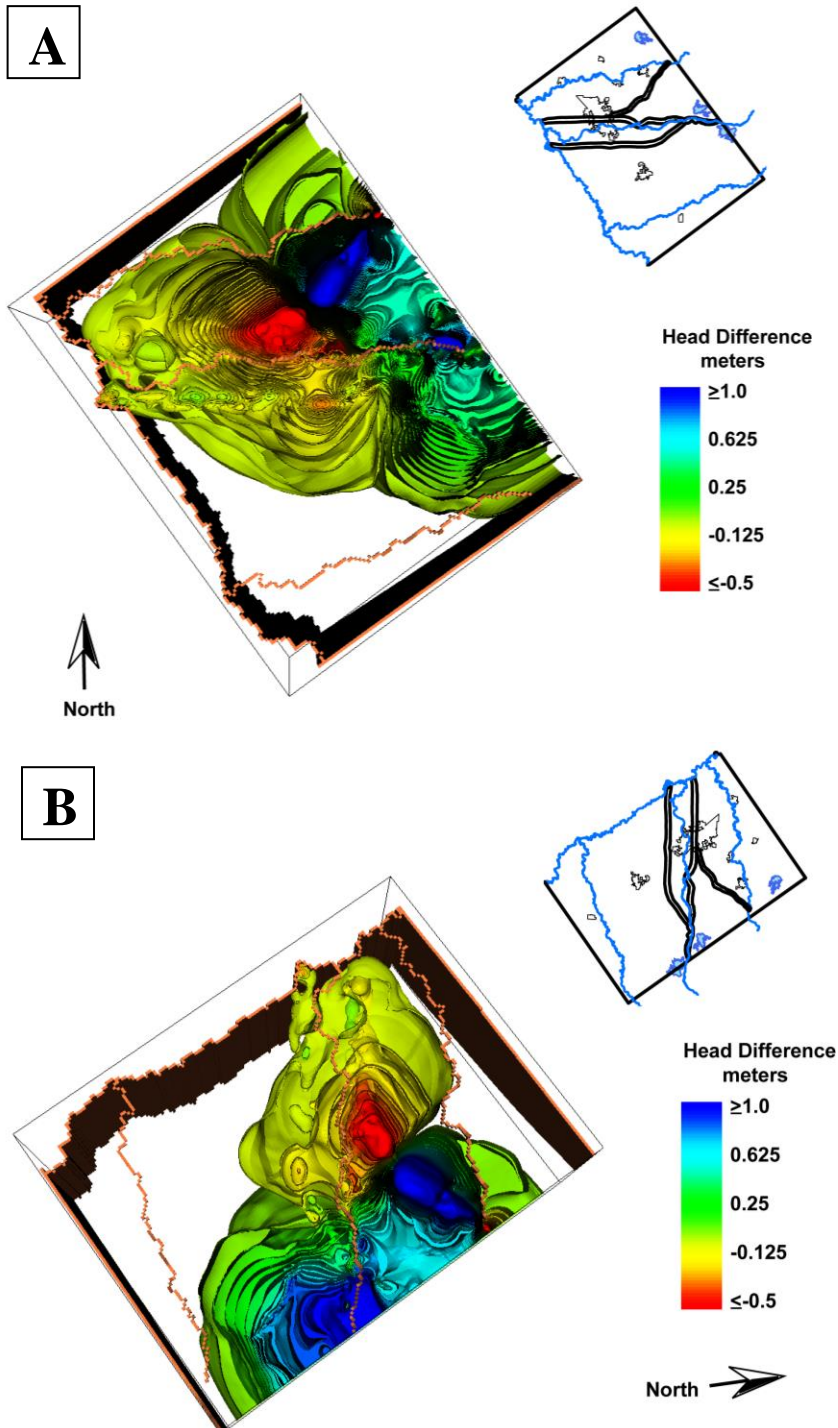 A
Head Difference
meters
≥1.0
0.625
0.25
-0.125
≤-0.5
North
B
Head Difference
meters
≥1.0
0.625
0.25
-0.125
≤-0.5
North